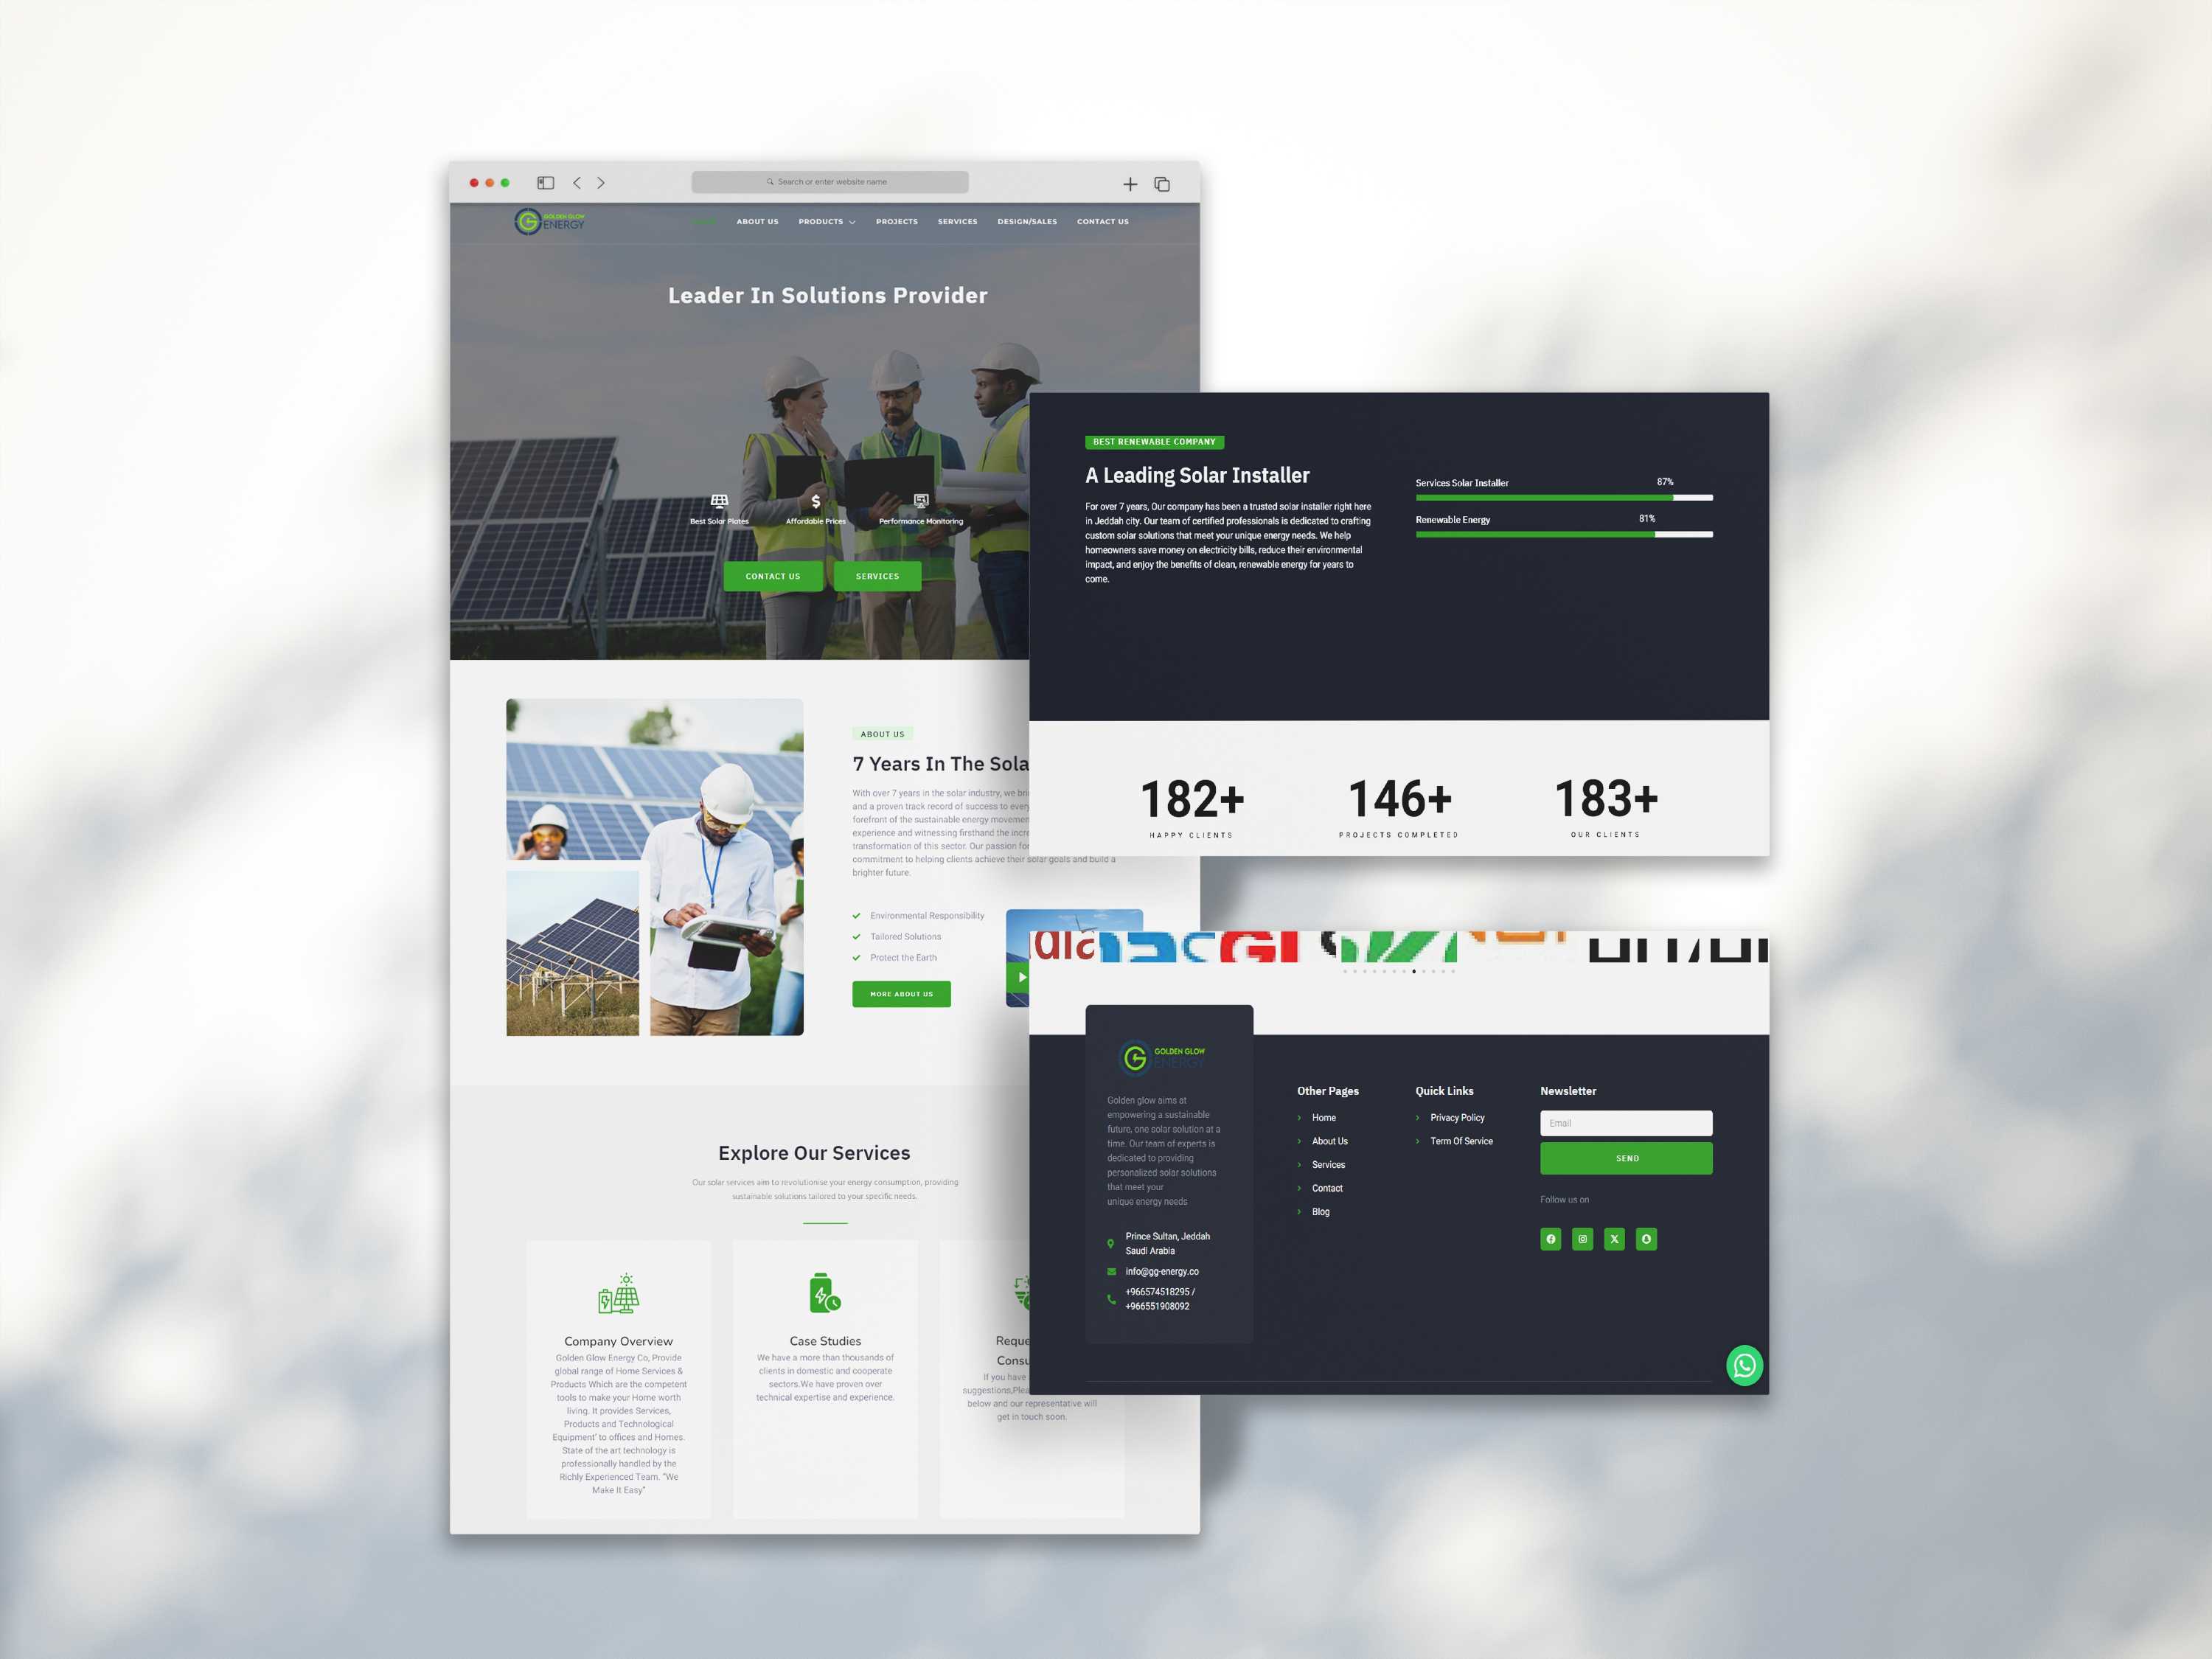 Search or enter website name
GOLDEN GLOW
ENERGY
ABOUT US PRODUCTS PROJECTS SERVICES DESIGN/SALES CONTACT US
Leader In Solutions Provider
Best Solar Plates Affordable Prices Performance Monitoring
CONTACT US SERVICES
ABOUT US
7 Years In The Sola
With over 7 years in the solar industry, we bri
and a proven track record of success to every
forefront of the sustainable energy movemen
experience and witnessing firsthand the incre
transformation of this sector. Our passion for
commitment to helping clients achieve their solar goals and build a
brighter future.
Environmental Responsibility
Tailored Solutions
Protect the Earth
MORE ABOUT US
Explore Our Services
Our solar services aim to revolutionise your energy consumption, providing
sustainable solutions tailored to your specific needs.
Company Overview
Golden Glow Energy Co, Provide
global range of Home Services &
Products Which are the competent
tools to make your Home worth
living. It provides Services,
Products and Technological
Equipment' to offices and Homes.
State of the art technology is
professionally handled by the
Richly Experienced Team. "We
Make It Easy"
Case Studies
We have a more than thousands of
clients in domestic and cooperate
sectors.We have proven over
technical expertise and experience.
Reque
Consu
If you have
suggestions,Plea
below and our representative will
get in touch soon.
BEST RENEWABLE COMPANY
A Leading Solar Installer
For over 7 years, Our company has been a trusted solar installer right here
in Jeddah city. Our team of certified professionals is dedicated to crafting
custom solar solutions that meet your unique energy needs. We help
homeowners save money on electricity bills, reduce their environmental
impact, and enjoy the benefits of clean, renewable energy for years to
come.
Services Solar Installer 87%
Renewable Energy 81%
182+ 146+ 183+
HAPPY CLIENTS PROJECTS COMPLETED OUR CLIENTS
GOLDEN GLOW
ENERGY
Golden glow aims at
empowering a sustainable
future, one solar solution at a
time. Our team of experts is
dedicated to providing
personalized solar solutions
that meet your
unique energy needs
Prince Sultan, Jeddah
Saudi Arabia
info@gg-energy.co
+966574518295 /
+966551908092
Other Pages
Home
About Us
Services
Contact
Blog
Quick Links
Privacy Policy
Term Of Service
Newsletter
Email
SEND
Follow us on